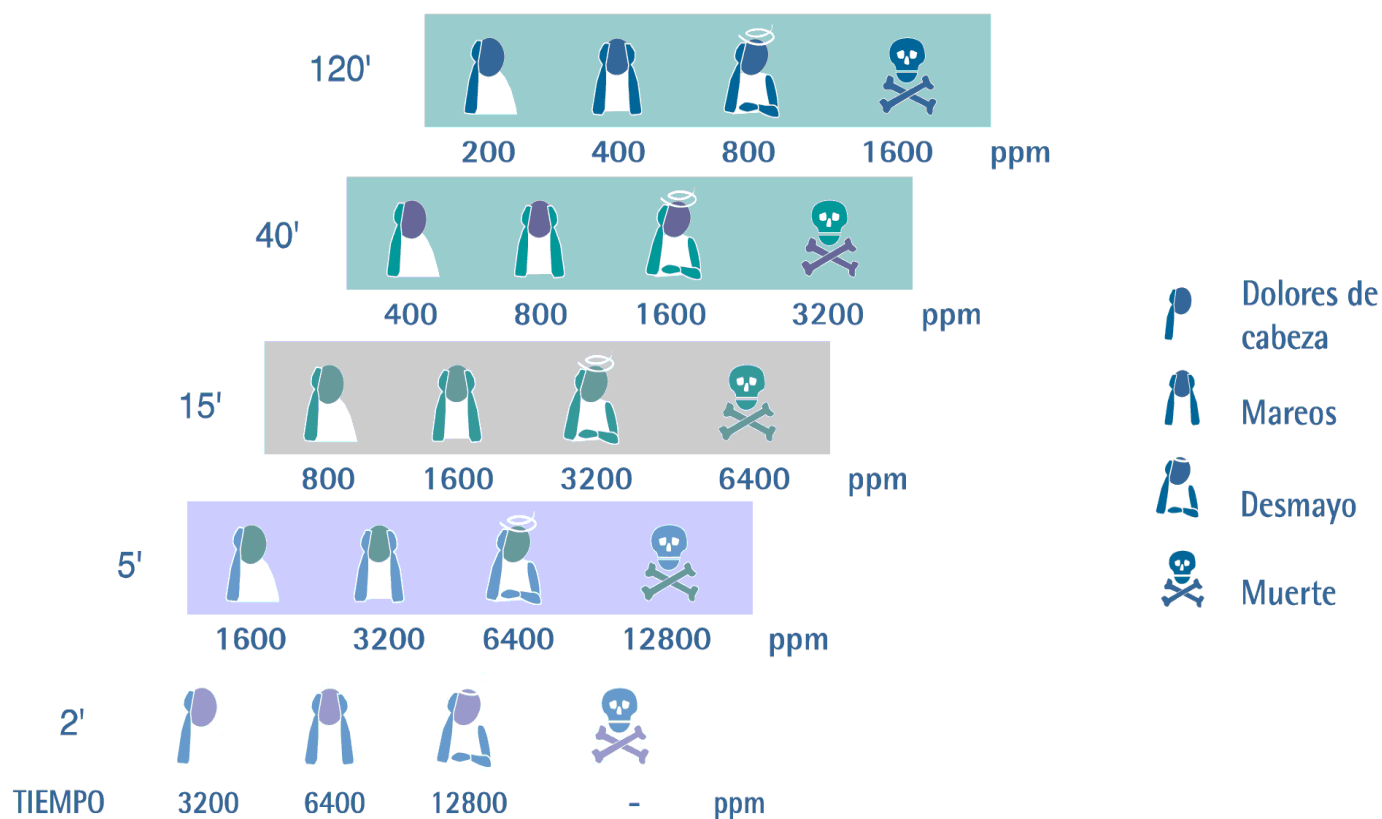 120'
200 400 800 1600 ppm
40'
400 800 1600 3200 ppm
15'
800 1600 3200 6400 ppm
5'
1600 3200 6400 12800 ppm
2'
TIEMPO 3200 6400 12800 - ppm
Dolores de
cabeza
Mareos
Desmayo
Muerte